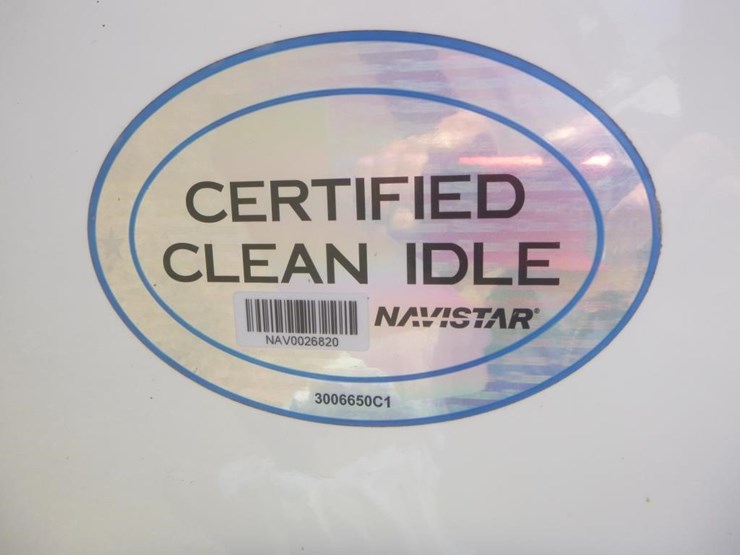 CERTIFIED
CLEAN IDLE
NAVISTAR®
NAV0026820
3006650C1